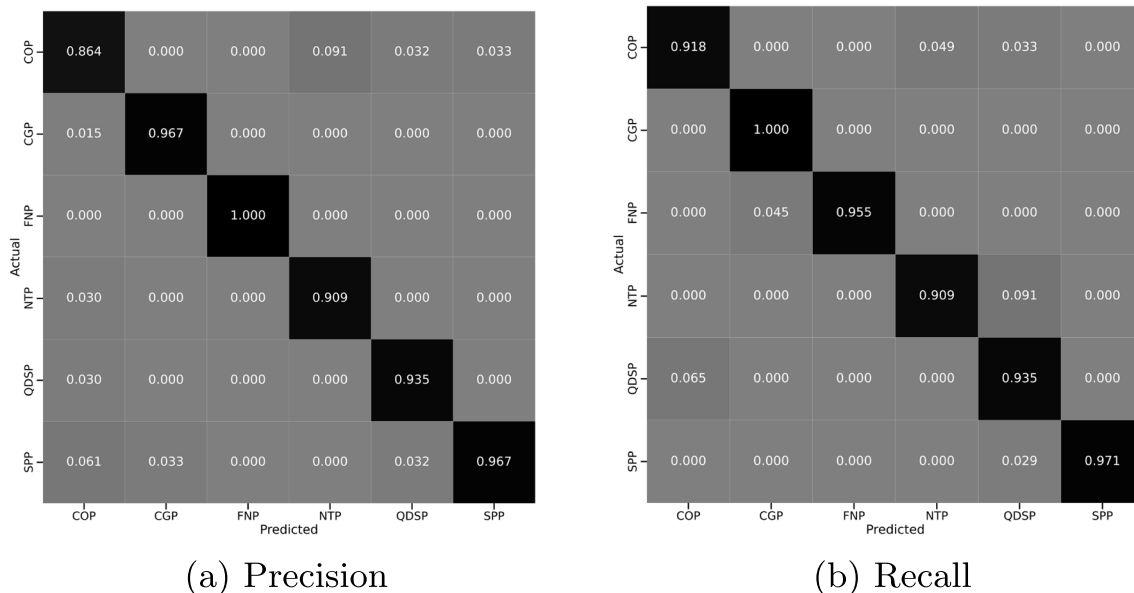 COP 0.864 0.000 0.000 0.091 0.032 0.033
CGP 0.015 0.967 0.000 0.000 0.000 0.000
FNP 0.000 0.000 1.000 0.000 0.000 0.000
Actual
NTP 0.030 0.000 0.000 0.909 0.000 0.000
QDSP 0.030 0.000 0.000 0.000 0.935 0.000
SPP 0.061 0.033 0.000 0.000 0.032 0.967
COP CGP FNP NTP QDSP SPP
Predicted
(a) Precision
COP 0.918 0.000 0.000 0.049 0.033 0.000
CGP 0.000 1.000 0.000 0.000 0.000 0.000
FNP 0.000 0.045 0.955 0.000 0.000 0.000
Actual
NTP 0.000 0.000 0.000 0.909 0.091 0.000
QDSP 0.065 0.000 0.000 0.000 0.935 0.000
SPP 0.000 0.000 0.000 0.000 0.029 0.971
COP CGP FNP NTP QDSP SPP
Predicted
(b) Recall